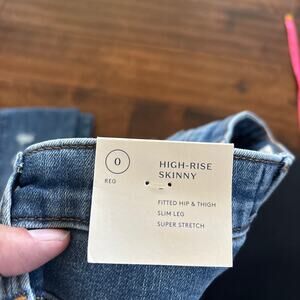 0
REG
HIGH-RISE
SKINNY
FITTED HIP & THIGH
SLIM LEG
SUPER STRETCH